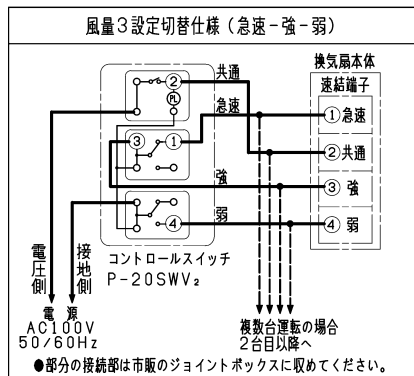 風量3設定切替仕様(急速-強-弱)
換気扇本体
速結端子
共通
急速
強
弱
②
PL
③ ①
④
①急速
②共通
③ 強
④ 弱
コントロールスイッチ
P-20SWV₂
電圧側
接地側
電 源
AC100V
50/60Hz
複数台運転の場合
2台目以降へ
●部分の接続部は市販のジョイントボックスに収めてください。